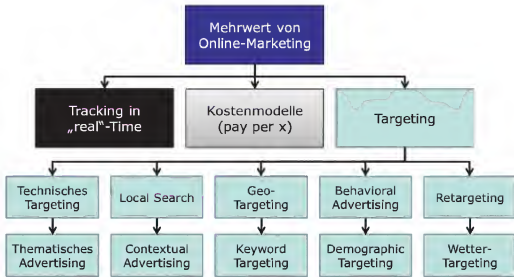 Mehrwert von
Online-Marketing
Tracking in
„real“-Time
Kostenmodelle
(pay per x)
Targeting
Technisches
Targeting
Local Search
Geo-
Targeting
Behavioral
Advertising
Retargeting
Thematisches
Advertising
Contextual
Advertising
Keyword
Targeting
Demographic
Targeting
Wetter-
Targeting